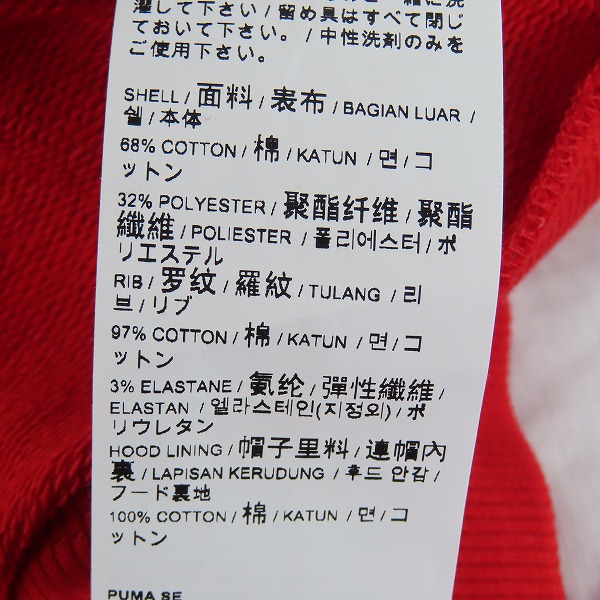 濯して下さい / 留め具はすべて閉じ
ておいて下さい。 / 中性洗剤のみを
ご使用下さい。
SHELL / 面料 / 表布 / BAGIAN LUAR /
쉘 / 本体
68% COTTON / 棉 / KATUN / 면 / コ
ットン
32% POLYESTER / 聚酯纤维 / 聚酯
纖維 / POLIESTER / 폴리에스터 / ポ
リエステル
RIB / 罗纹 / 羅紋 / TULANG / 리
브 / リブ
97% COTTON / 棉 / KATUN / 면 / コ
ットン
3% ELASTANE / 氨纶 / 彈性纖維 /
ELASTAN / 엘라스테인(지정외) / ポ
リウレタン
HOOD LINING / 帽子里料 / 連帽內
裏 / LAPISAN KERUDUNG / 후드 안감 /
フード裏地
100% COTTON / 棉 / KATUN / 면 / コ
ットン
PUMA SE